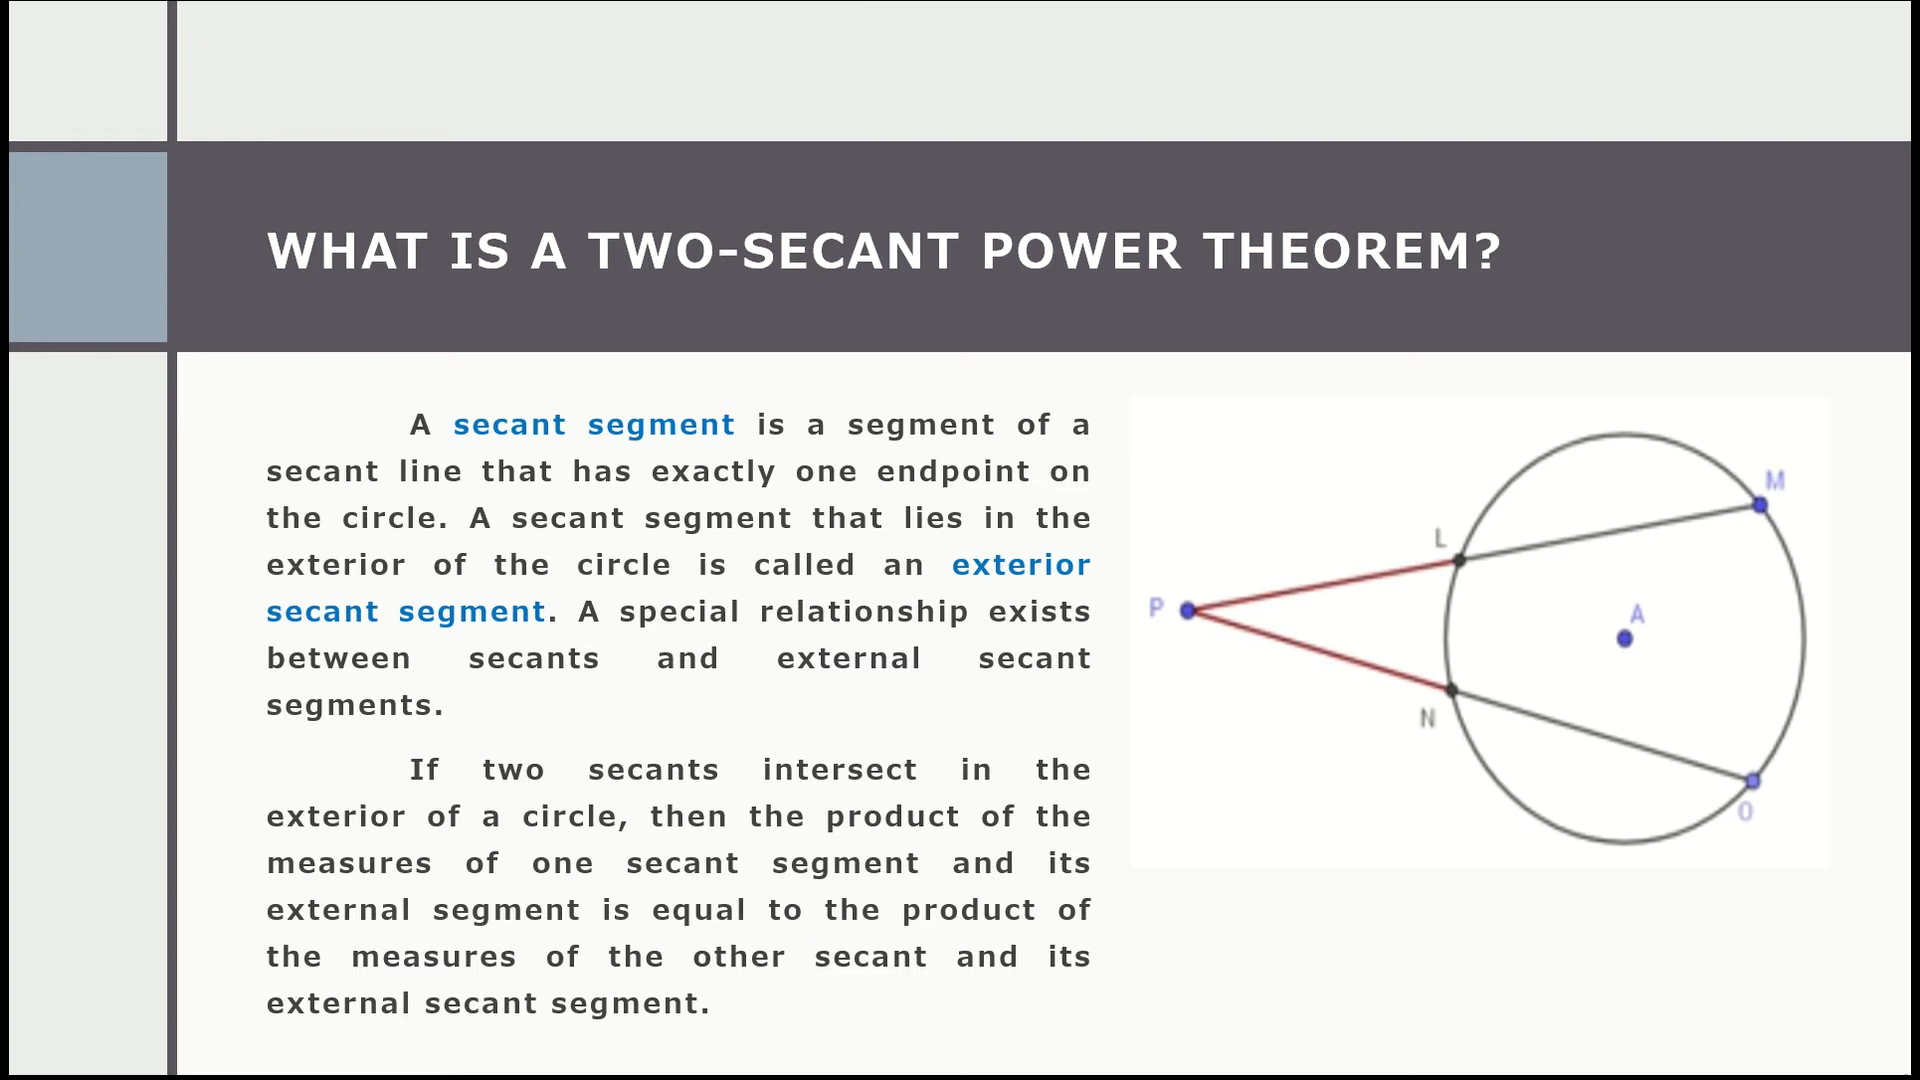 WHAT IS A TWO-SECANT POWER THEOREM?
A secant segment is a segment of a
secant line that has exactly one endpoint on
the circle. A secant segment that lies in the
exterior of the circle is called an exterior
secant segment. A special relationship exists
between secants and external secant
segments.
If two secants intersect in the
exterior of a circle, then the product of the
measures of one secant segment and its
external segment is equal to the product of
the measures of the other secant and its
external secant segment.
M
L
P
A
N
O